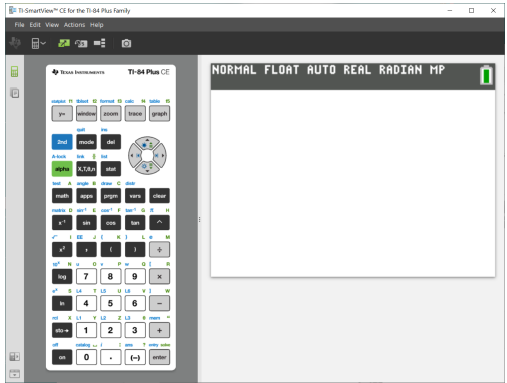 TI-SmartView™ CE for the TI-84 Plus Family
File Edit View Actions Help
TEXAS INSTRUMENTS TI-84 Plus CE
NORMAL FLOAT AUTO REAL RADIAN MP
statplot f1 tblset f2 format f3 calc f4 table f5
y= window zoom trace graph
quit ins
2nd mode del
A-lock link list
alpha X,T,θ,n stat
test A angle B draw C distr
math apps prgm vars clear
matrix D sin⁻¹ E cos⁻¹ F tan⁻¹ G π H
x⁻¹ sin cos tan ^
√ I EE J { K } L e M
x² , ( ) ÷
10ˣ N u O v P w Q [ R
log 7 8 9 ×
eˣ S L4 T L5 U L6 V ] W
ln 4 5 6 −
rcl X L1 Y L2 Z L3 θ mem "
sto→ 1 2 3 +
off catalog i : ans ? entry solve
on 0 . (−) enter